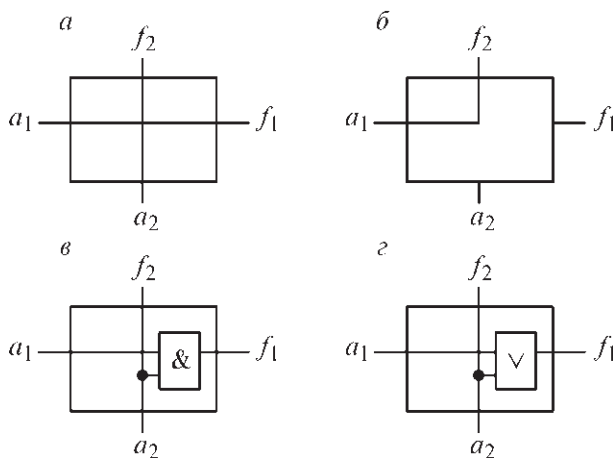 а б
f₂ f₂
a₁ f₁ a₁ f₁
a₂ a₂
в г
f₂ f₂
a₁ & f₁ a₁ ∨ f₁
a₂ a₂